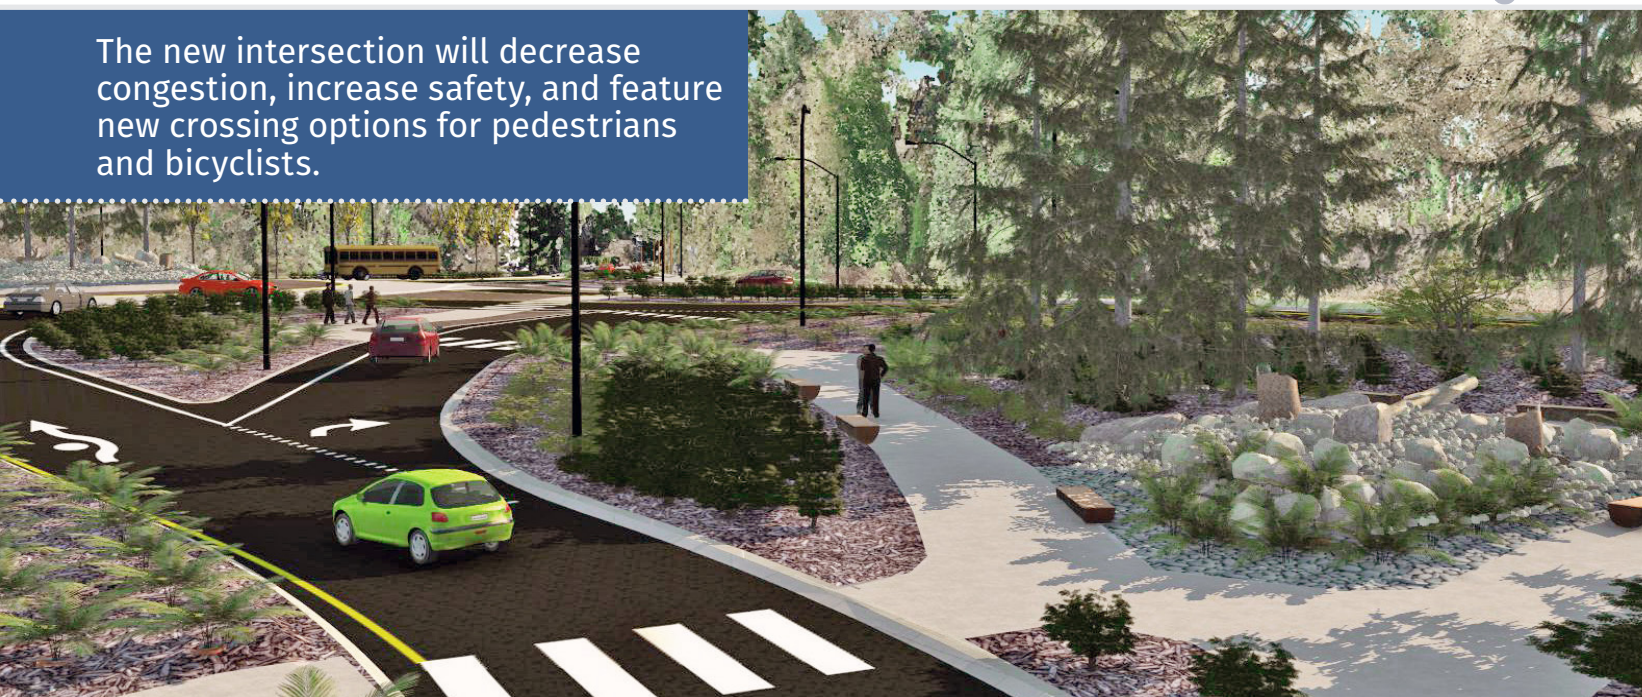 The new intersection will decrease
congestion, increase safety, and feature
new crossing options for pedestrians
and bicyclists.